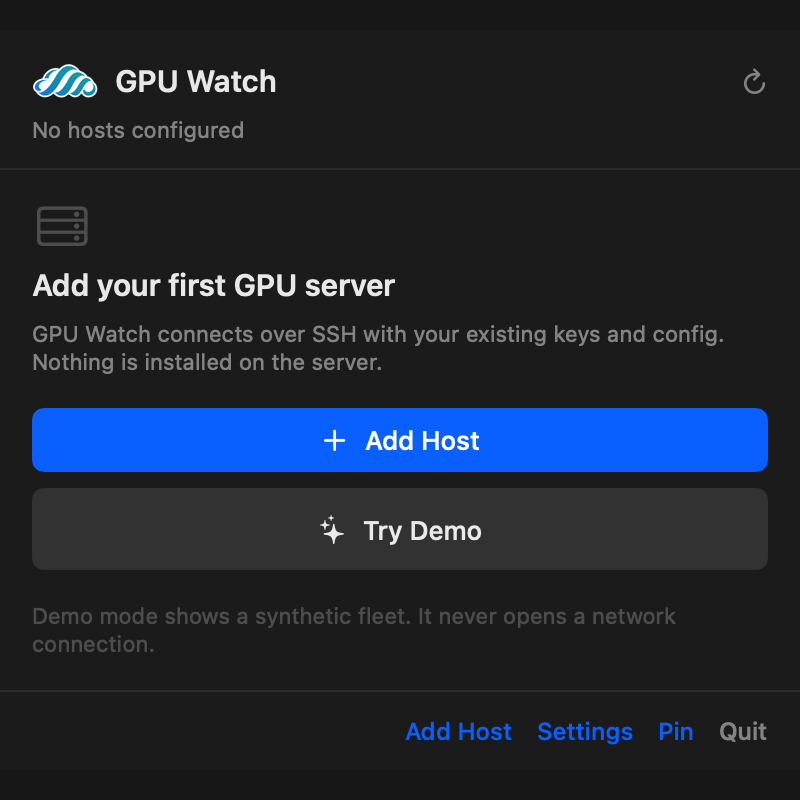 GPU Watch
No hosts configured
Add your first GPU server
GPU Watch connects over SSH with your existing keys and config.
Nothing is installed on the server.
Add Host
Try Demo
Demo mode shows a synthetic fleet. It never opens a network
connection.
Add Host Settings Pin Quit